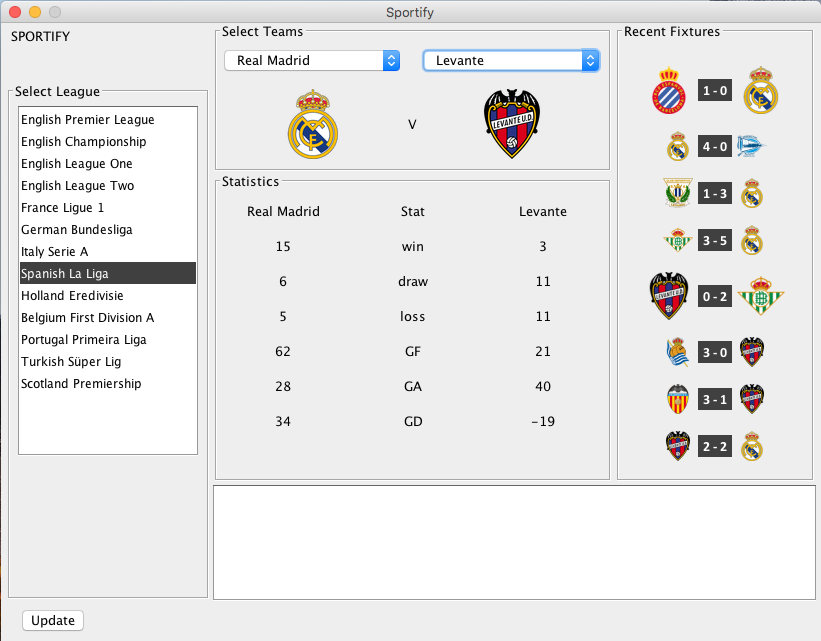 Sportify
SPORTIFY
Select League
English Premier League
English Championship
English League One
English League Two
France Ligue 1
German Bundesliga
Italy Serie A
Spanish La Liga
Holland Eredivisie
Belgium First Division A
Portugal Primeira Liga
Turkish Süper Lig
Scotland Premiership
Update
Select Teams
Real Madrid
Levante
V
LEVANTE U.D.
Statistics
Real Madrid Stat Levante
15 win 3
6 draw 11
5 loss 11
62 GF 21
28 GA 40
34 GD -19
Recent Fixtures
1 - 0
4 - 0
1 - 3
3 - 5
0 - 2
3 - 0
3 - 1
2 - 2